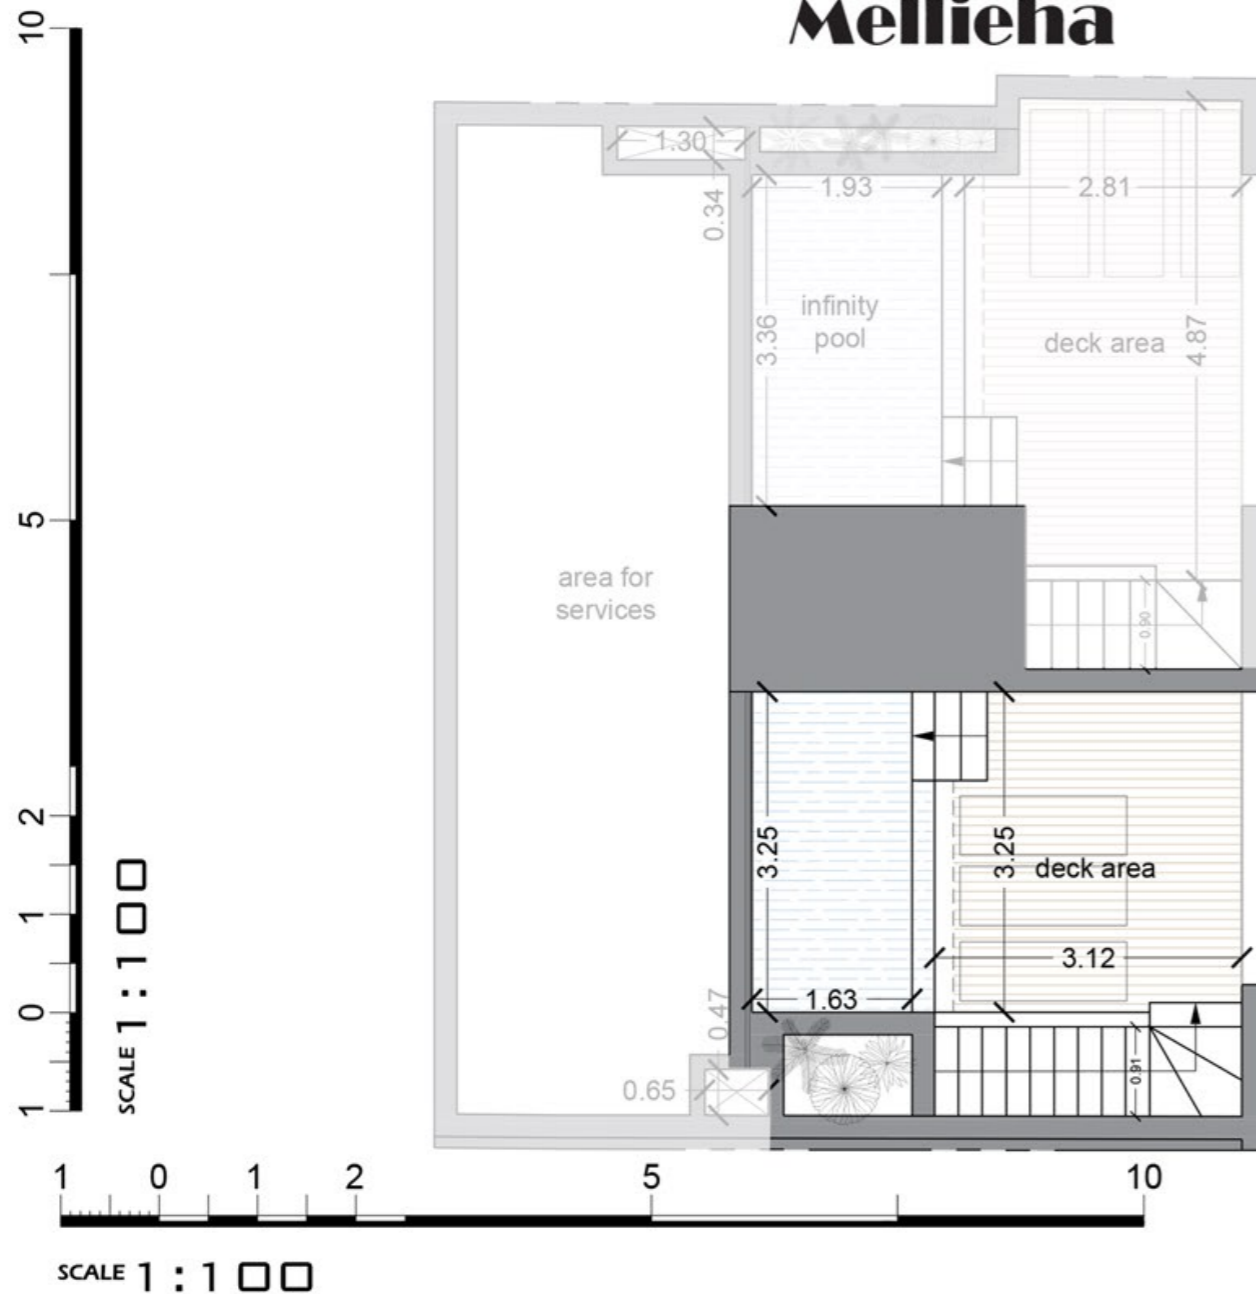 Mellieha
10
1.30
1.93
2.81
0.34
infinity
pool
3.36
deck area
4.87
5
area for
services
0.90
2
3.25
3.25
deck area
1
3.12
0
1.63
0.47
0.91
0.65
1
SCALE 1:100
1 0 1 2 5 10
SCALE 1:100